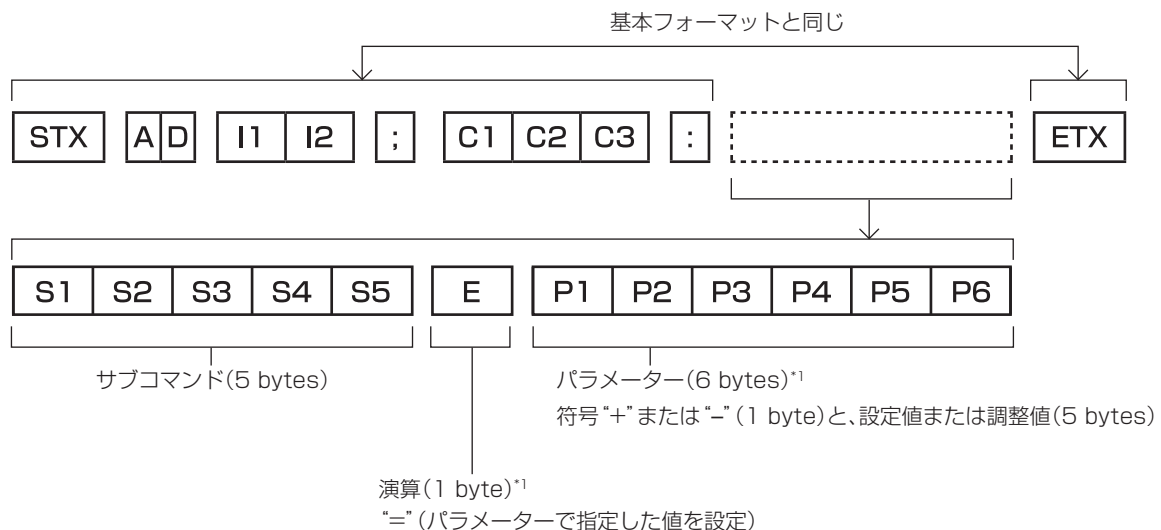 基本フォーマットと同じ
STX A D I1 I2 ; C1 C2 C3 : ETX
S1 S2 S3 S4 S5 E P1 P2 P3 P4 P5 P6
サブコマンド(5 bytes)
パラメーター(6 bytes)*1
符号“+”または“–”(1 byte)と、設定値または調整値(5 bytes)
演算(1 byte)*1
“=”(パラメーターで指定した値を設定)